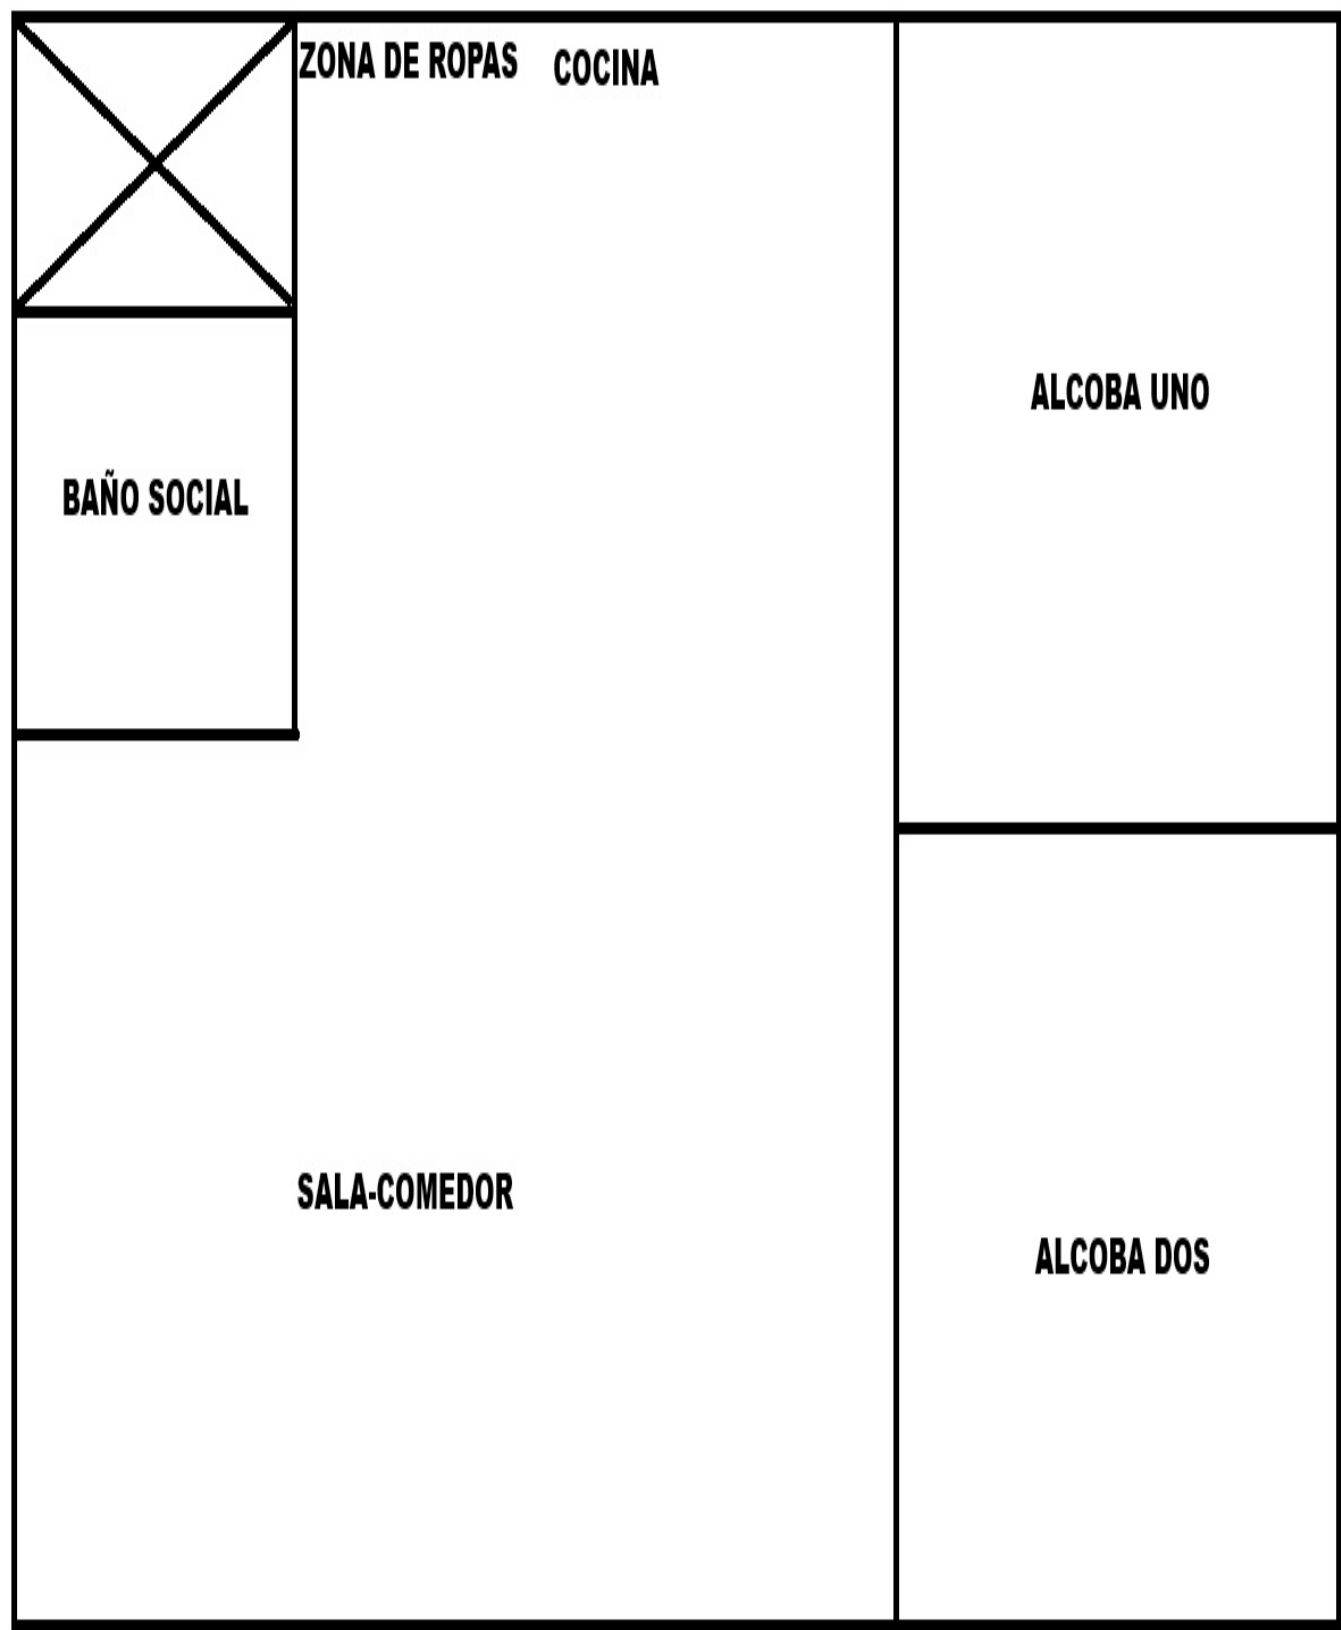 ZONA DE ROPAS
COCINA
ALCOBA UNO
BAÑO SOCIAL
SALA-COMEDOR
ALCOBA DOS